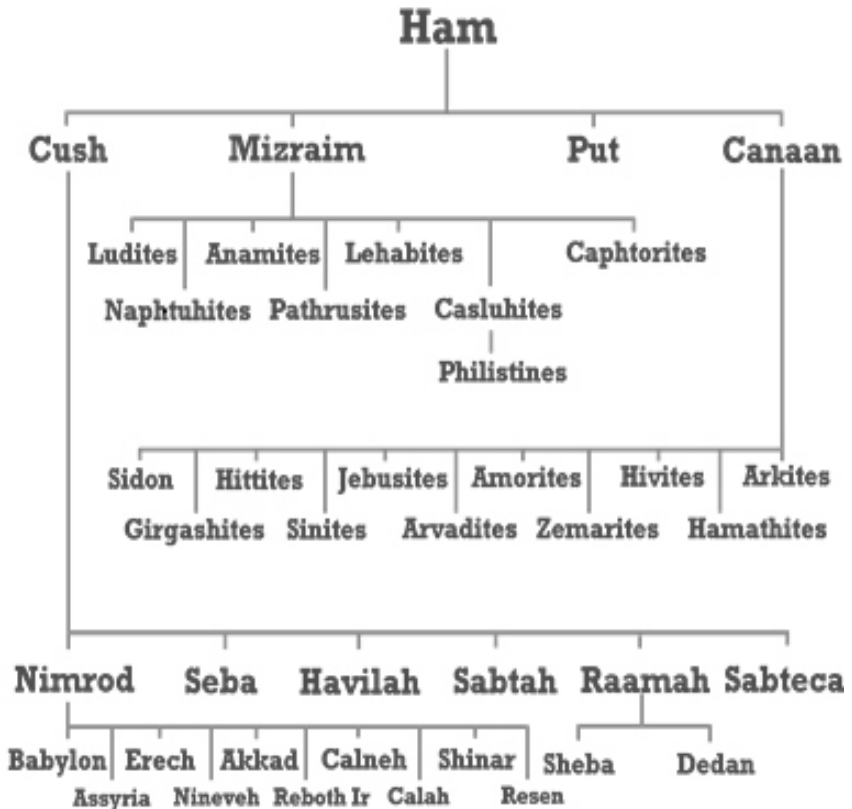 Ham
Cush Mizraim Put Canaan
Ludites Anamites Lehabites Caphtorites
Naphtuhites Pathrusites Casluhites
Philistines
Sidon Hittites Jebusites Amorites Hivites Arkites
Girgashites Sinites Arvadites Zemarites Hamathites
Nimrod Seba Havilah Sabtah Raamah Sabteca
Babylon Erech Akkad Calneh Shinar Sheba Dedan
Assyria Nineveh Reboth Ir Calah Resen